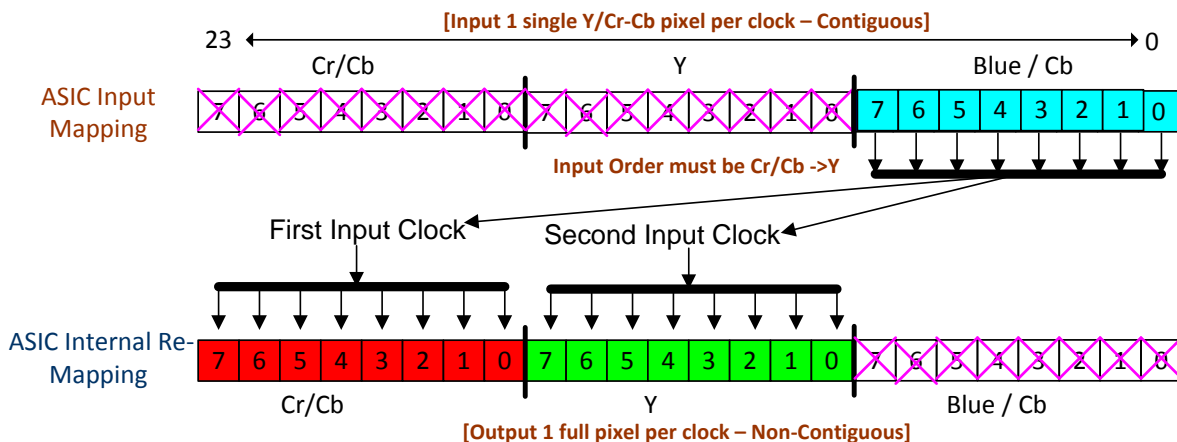 [Input 1 single Y/Cr-Cb pixel per clock – Contiguous]
23 0
Cr/Cb Y Blue / Cb
ASIC Input
Mapping
7 6 5 4 3 2 1 0 7 6 5 4 3 2 1 0 7 6 5 4 3 2 1 0
Input Order must be Cr/Cb ->Y
First Input Clock Second Input Clock
ASIC Internal Re-
Mapping
7 6 5 4 3 2 1 0 7 6 5 4 3 2 1 0 7 6 5 4 3 2 1 0
Cr/Cb Y Blue / Cb
[Output 1 full pixel per clock – Non-Contiguous]